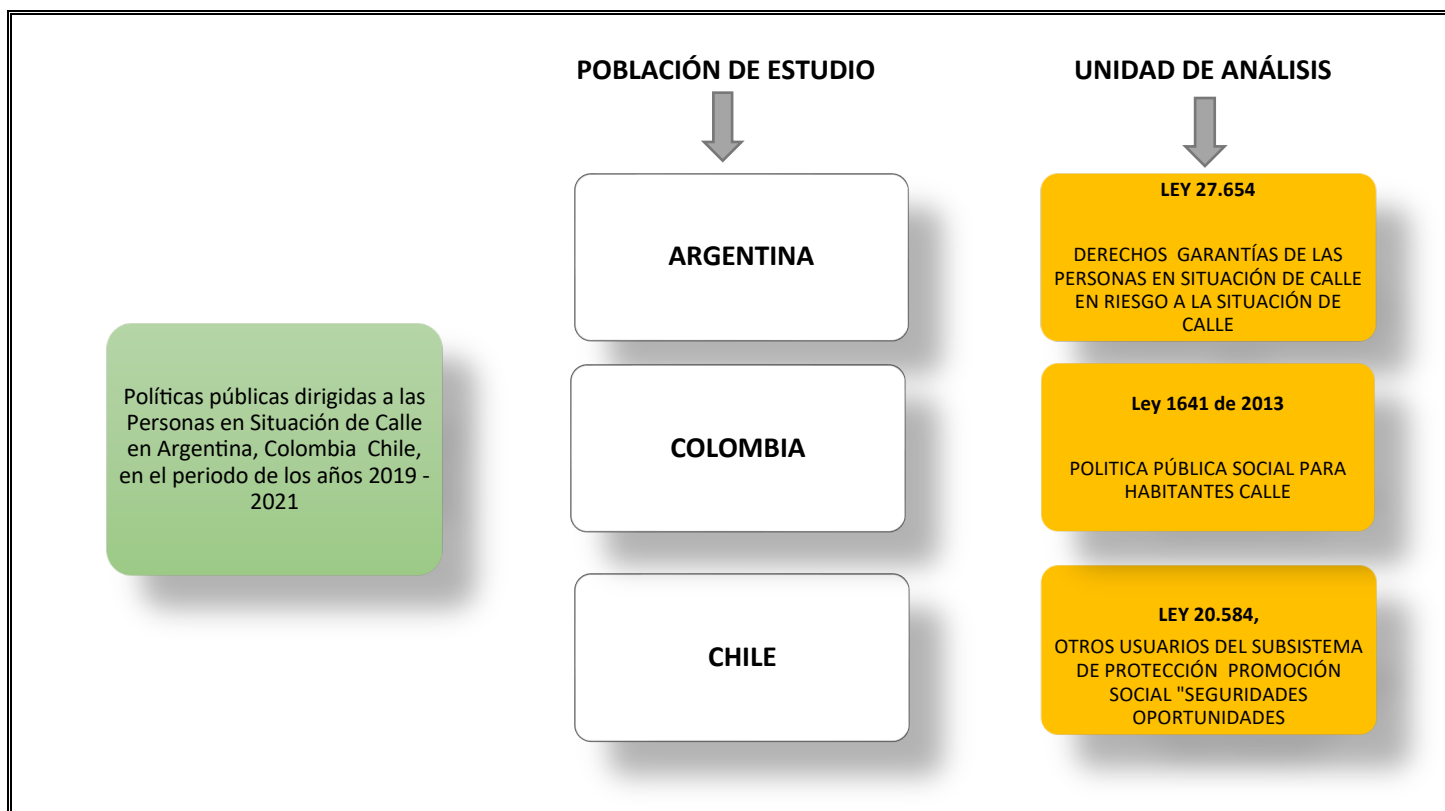 POBLACIÓN DE ESTUDIO
UNIDAD DE ANÁLISIS
Políticas públicas dirigidas a las
Personas en Situación de Calle
en Argentina, Colombia  Chile,
en el periodo de los años 2019 -
2021
ARGENTINA
LEY 27.654
DERECHOS  GARANTÍAS DE LAS
PERSONAS EN SITUACIÓN DE CALLE
EN RIESGO A LA SITUACIÓN DE
CALLE
COLOMBIA
Ley 1641 de 2013
POLITICA PÚBLICA SOCIAL PARA
HABITANTES CALLE
CHILE
LEY 20.584,
OTROS USUARIOS DEL SUBSISTEMA
DE PROTECCIÓN  PROMOCIÓN
SOCIAL "SEGURIDADES
OPORTUNIDADES